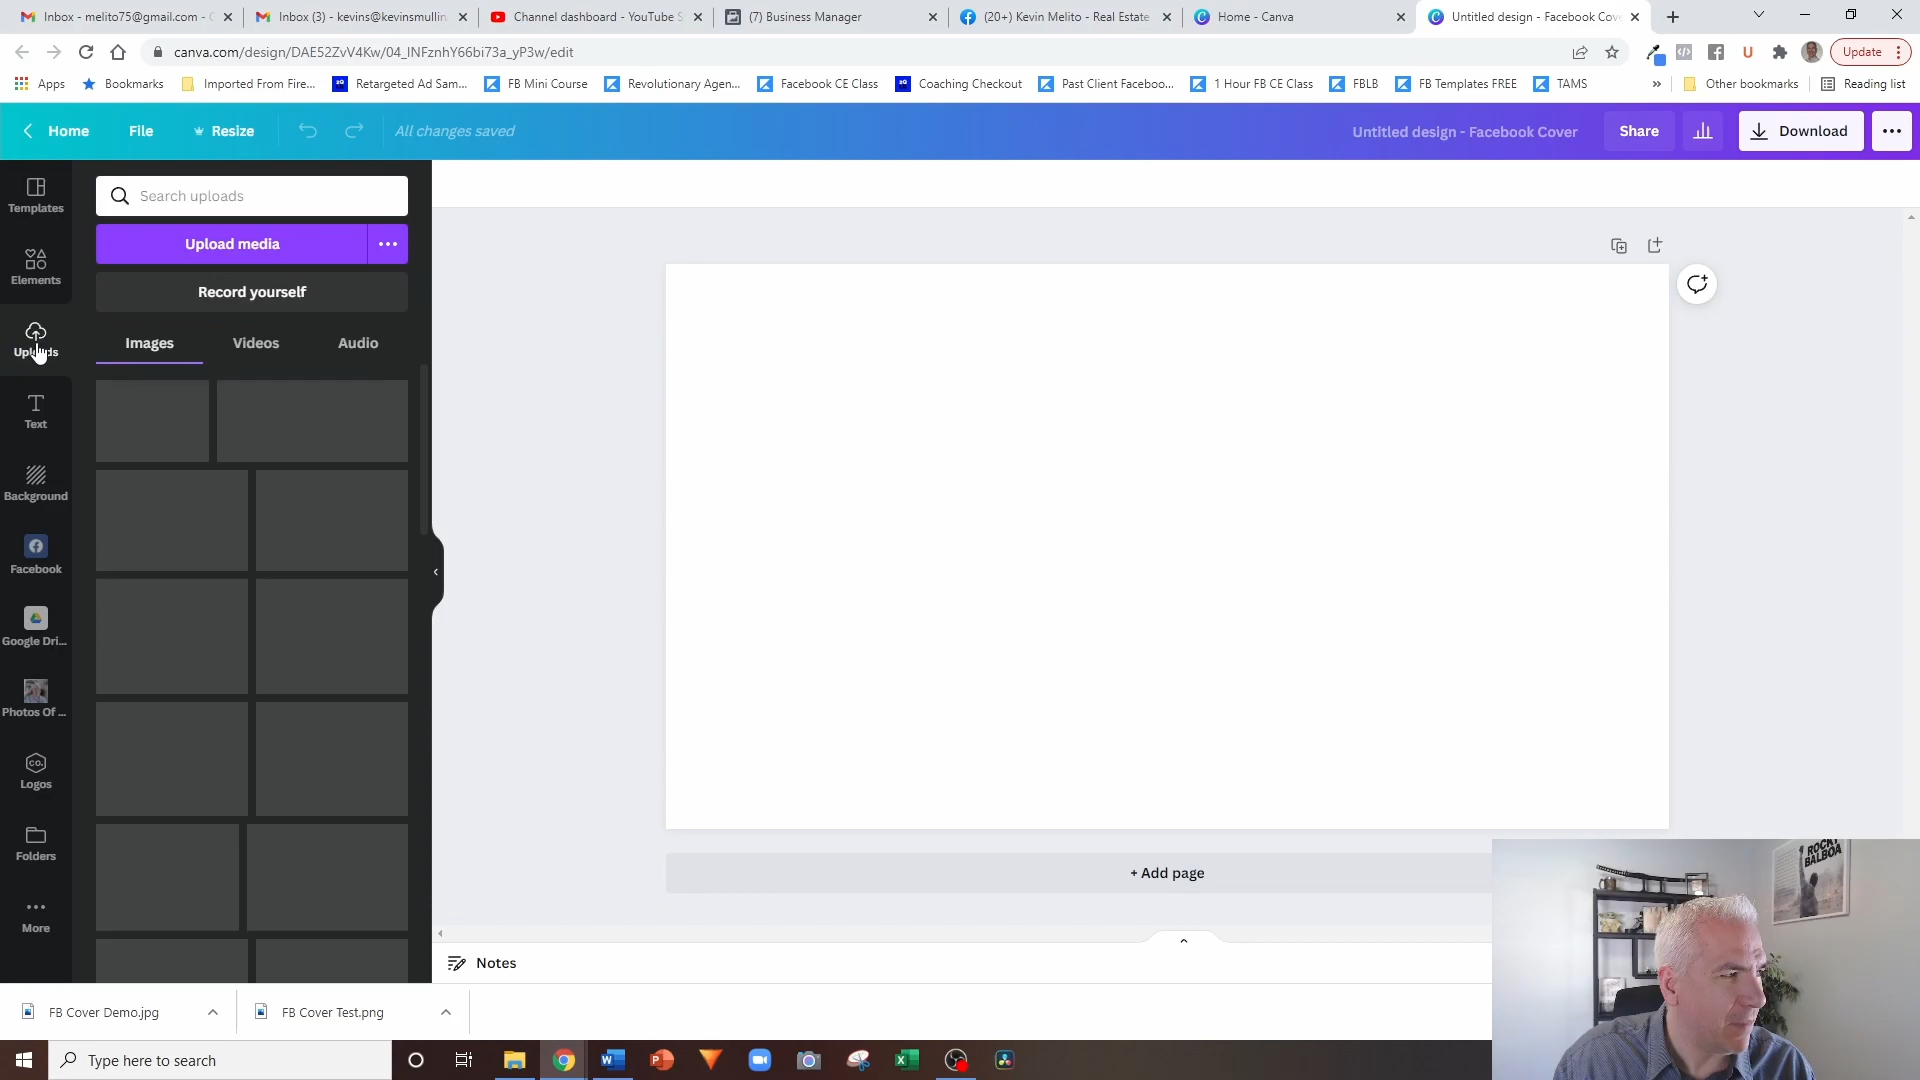 Inbox - melito75@gmail.com -
Inbox (3) - kevins@kevinsmullin
Channel dashboard - YouTube S
(7) Business Manager
(20+) Kevin Melito - Real Estate
Home - Canva
Untitled design - Facebook Cov
canva.com/design/DAE52ZvV4Kw/04_lNFznhY66bi73a_yP3w/edit
Update
Apps
Bookmarks
Imported From Fire...
Retargeted Ad Sam...
FB Mini Course
Revolutionary Agen...
Facebook CE Class
Coaching Checkout
Past Client Faceboo...
1 Hour FB CE Class
FBLB
FB Templates FREE
TAMS
»
Other bookmarks
Reading list
Home
File
Resize
All changes saved
Untitled design - Facebook Cover
Share
Download
Templates
Elements
Uploads
Text
Background
Facebook
Google Dri...
Photos Of ...
CO.
Logos
Folders
More
Search uploads
Upload media
Record yourself
Images
Videos
Audio
+ Add page
Notes
ROCKY
BALBOA
FB Cover Demo.jpg
FB Cover Test.png
Type here to search